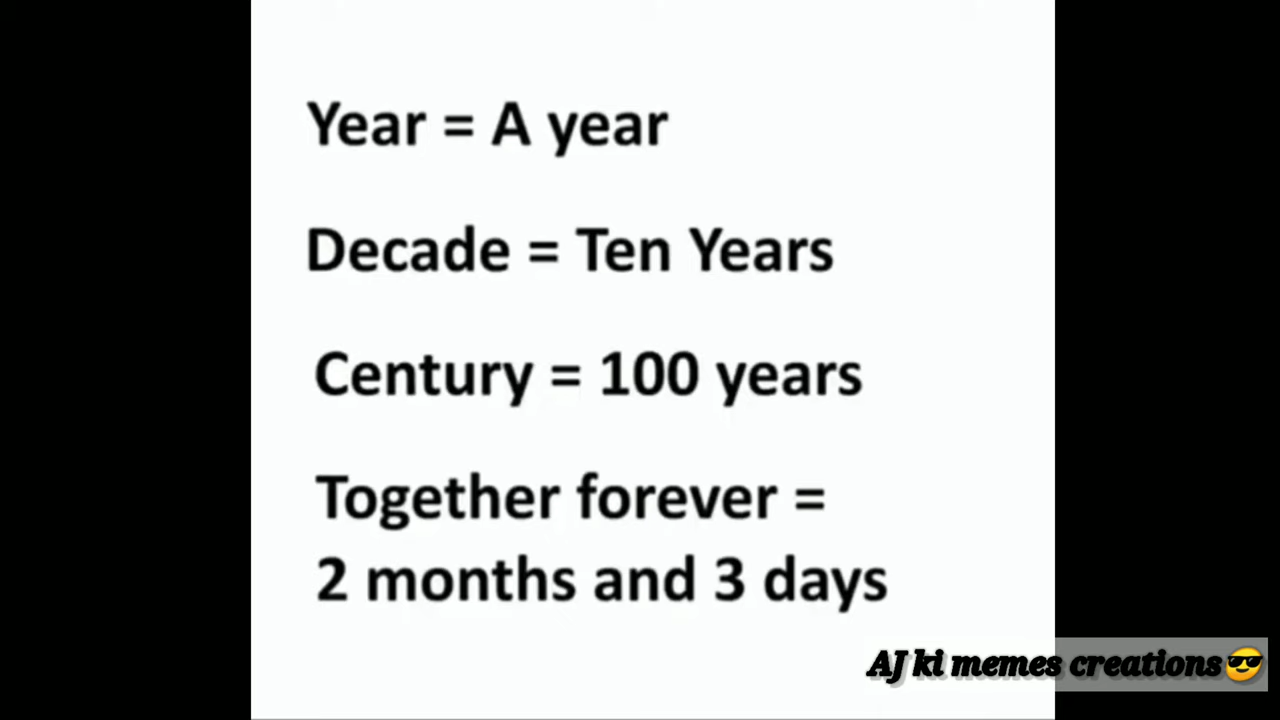 Year = A year
Decade = Ten Years
Century = 100 years
Together forever =
2 months and 3 days
AJ ki memes creations😎